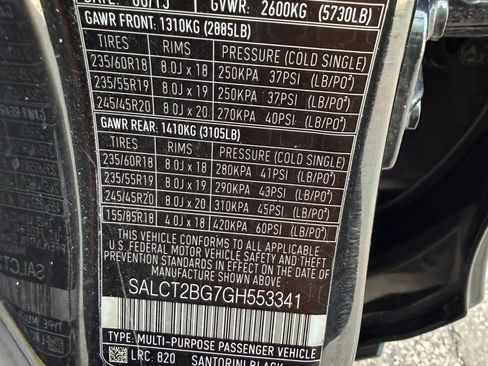 GVWR: 2600KG (5730LB)
GAWR FRONT: 1310KG (2885LB)
TIRES RIMS PRESSURE (COLD SINGLE)
235/60R18 8.0J x 18 250KPA 37PSI (LB/PO²)
235/55R19 8.0J x 19 250KPA 37PSI (LB/PO²)
245/45R20 8.0J x 20 270KPA 40PSI (LB/PO²)
GAWR REAR: 1410KG (3105LB)
TIRES RIMS PRESSURE (COLD SINGLE)
235/60R18 8.0J x 18 280KPA 41PSI (LB/PO²)
235/55R19 8.0J x 19 290KPA 43PSI (LB/PO²)
245/45R20 8.0J x 20 310KPA 45PSI (LB/PO²)
155/85R18 4.0J x 18 420KPA 60PSI (LB/PO²)
THIS VEHICLE CONFORMS TO ALL APPLICABLE
U.S. FEDERAL MOTOR VEHICLE SAFETY AND THEFT
PREVENTION STANDARDS IN EFFECT ON THE DATE OF
MANUFACTURE SHOWN ABOVE
SALCT2BG7GH553341
TYPE: MULTI-PURPOSE PASSENGER VEHICLE
LRC: 820 SANTORINI BLACK